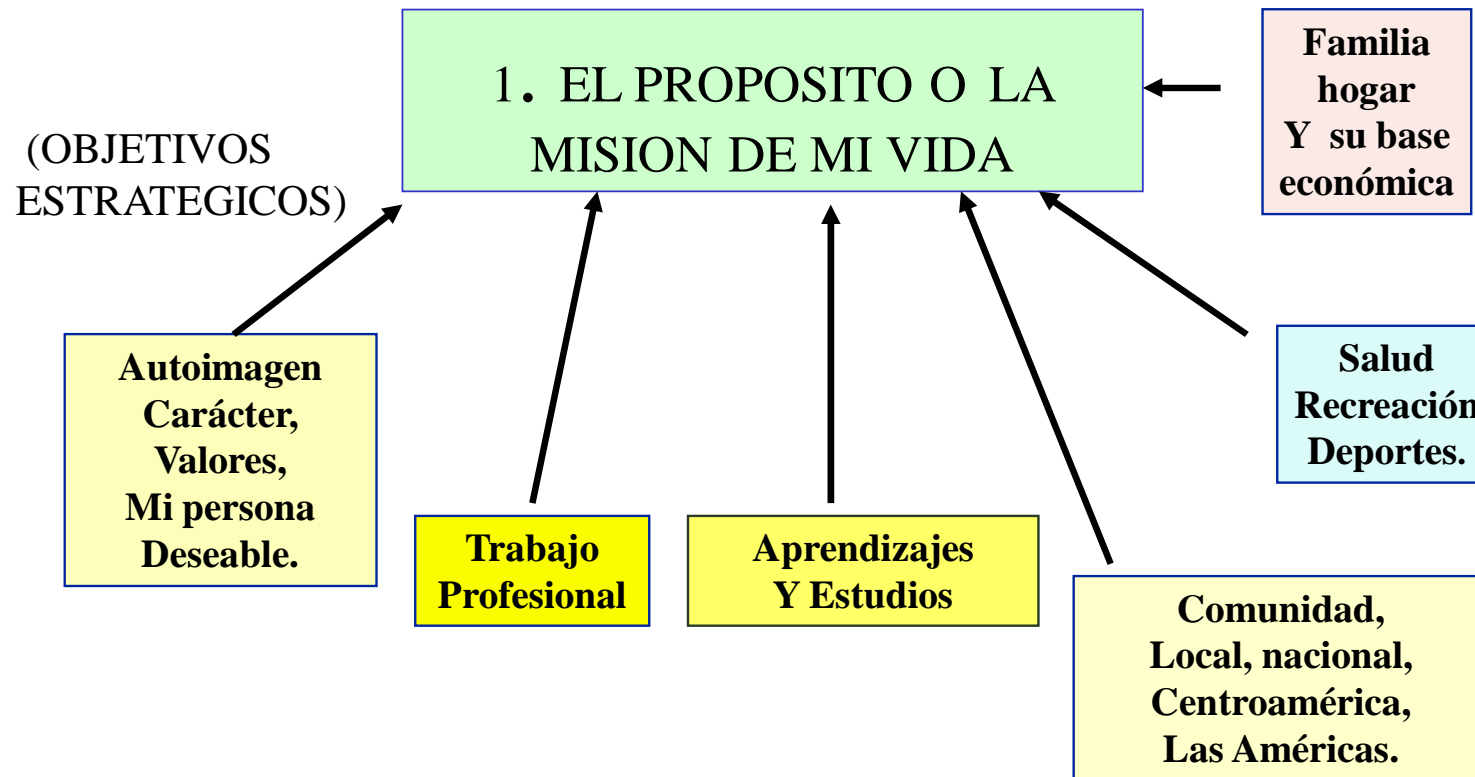 1. EL PROPOSITO O LA
MISION DE MI VIDA
Familia
hogar
Y su base
económica
(OBJETIVOS
ESTRATEGICOS)
Autoimagen
Carácter,
Valores,
Mi persona
Deseable.
Trabajo
Profesional
Aprendizajes
Y Estudios
Comunidad,
Local, nacional,
Centroamérica,
Las Américas.
Salud
Recreación
Deportes.